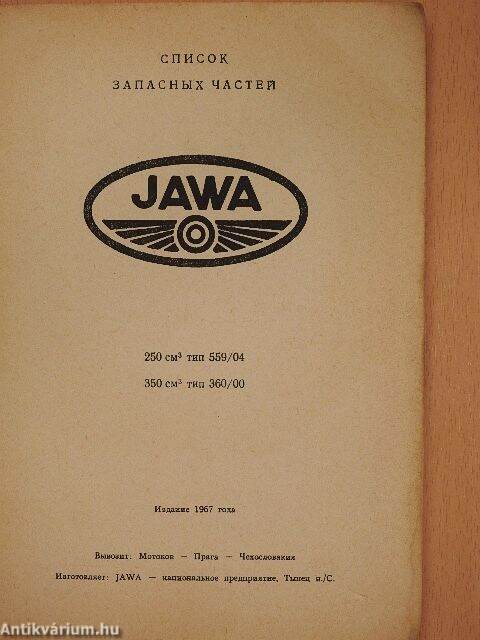 СПИСОК
ЗАПАСНЫХ ЧАСТЕЙ
JAWA
250 см³ тип 559/04
350 см³ тип 360/00
Издание 1967 года
Вывозит: Мотоков — Прага — Чехословакия
Изготовляет: JAWA — национальное предприятие, Тынец н./С.
Antikvárium.hu